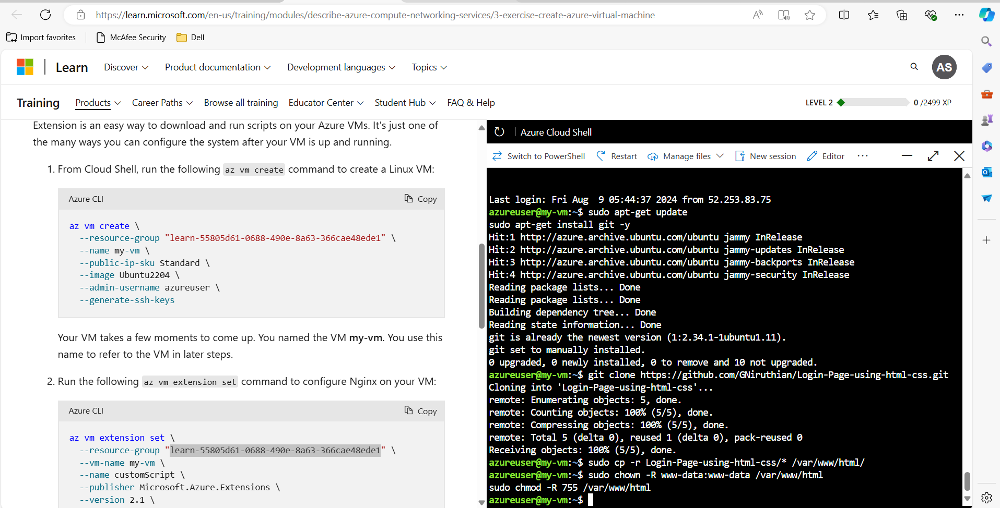 https://learn.microsoft.com/en-us/training/modules/describe-azure-compute-networking-services/3-exercise-create-azure-virtual-machine
Import favorites
McAfee Security
Dell
Learn
Discover
Product documentation
Development languages
Topics
AS
Training
Products
Career Paths
Browse all training
Educator Center
Student Hub
FAQ & Help
LEVEL 2
0 /2499 XP
Extension is an easy way to download and run scripts on your Azure VMs. It's just one of
the many ways you can configure the system after your VM is up and running.
1. From Cloud Shell, run the following az vm create command to create a Linux VM:
Azure CLI
Copy
az vm create \
--resource-group "learn-55805d61-0688-490e-8a63-366cae48ede1" \
--name my-vm \
--public-ip-sku Standard \
--image Ubuntu2204 \
--admin-username azureuser \
--generate-ssh-keys
Your VM takes a few moments to come up. You named the VM my-vm. You use this
name to refer to the VM in later steps.
2. Run the following az vm extension set command to configure Nginx on your VM:
Azure CLI
Copy
az vm extension set \
--resource-group "learn-55805d61-0688-490e-8a63-366cae48ede1" \
--vm-name my-vm \
--name customScript \
--publisher Microsoft.Azure.Extensions \
--version 2.1 \
Azure Cloud Shell
Switch to PowerShell
Restart
Manage files
New session
Editor
Last login: Fri Aug  9 05:44:37 2024 from 52.253.83.75
azureuser@my-vm:~$ sudo apt-get update
sudo apt-get install git -y
Hit:1 http://azure.archive.ubuntu.com/ubuntu jammy InRelease
Hit:2 http://azure.archive.ubuntu.com/ubuntu jammy-updates InRelease
Hit:3 http://azure.archive.ubuntu.com/ubuntu jammy-backports InRelease
Hit:4 http://azure.archive.ubuntu.com/ubuntu jammy-security InRelease
Reading package lists... Done
Reading package lists... Done
Building dependency tree... Done
Reading state information... Done
git is already the newest version (1:2.34.1-1ubuntu1.11).
git set to manually installed.
0 upgraded, 0 newly installed, 0 to remove and 10 not upgraded.
azureuser@my-vm:~$ git clone https://github.com/GNiruthian/Login-Page-using-html-css.git
Cloning into 'Login-Page-using-html-css'...
remote: Enumerating objects: 5, done.
remote: Counting objects: 100% (5/5), done.
remote: Compressing objects: 100% (5/5), done.
remote: Total 5 (delta 0), reused 1 (delta 0), pack-reused 0
Receiving objects: 100% (5/5), done.
azureuser@my-vm:~$ sudo cp -r Login-Page-using-html-css/* /var/www/html/
azureuser@my-vm:~$ sudo chown -R www-data:www-data /var/www/html
sudo chmod -R 755 /var/www/html
azureuser@my-vm:~$